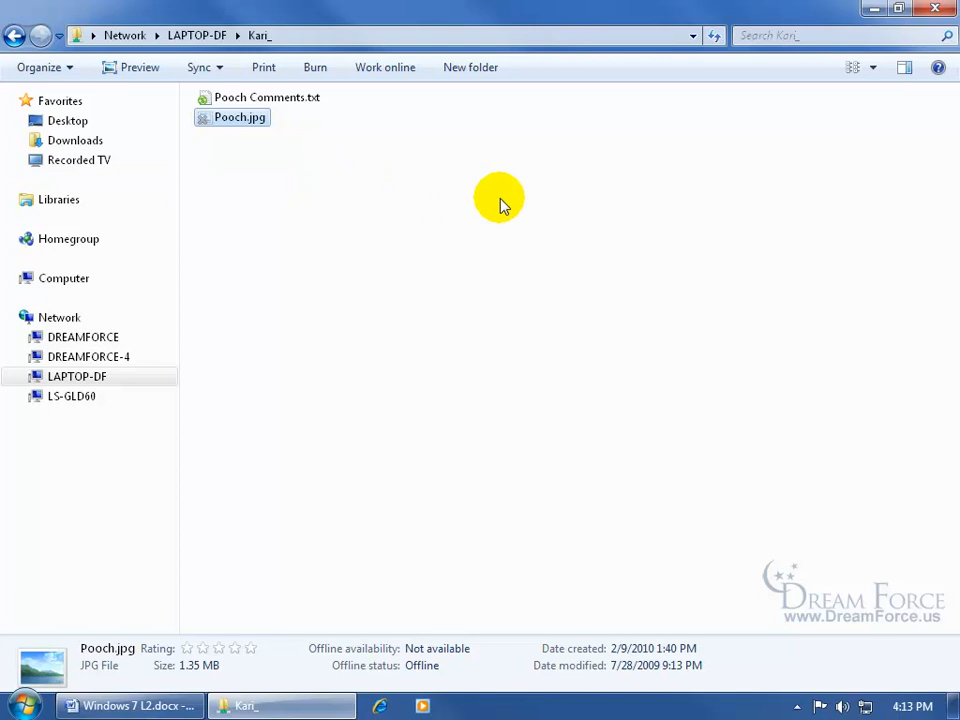 Network LAPTOP-DF Kari_
Search Kari_
Organize Preview Sync Print Burn Work online New folder
Favorites
Desktop
Downloads
Recorded TV
Libraries
Homegroup
Computer
Network
DREAMFORCE
DREAMFORCE-4
LAPTOP-DF
LS-GLD60
Pooch Comments.txt
Pooch.jpg
DREAM FORCE
www.DreamForce.us
Pooch.jpg Rating: Offline availability: Not available Date created: 2/9/2010 1:40 PM
JPG File Size: 1.35 MB Offline status: Offline Date modified: 7/28/2009 9:13 PM
Windows 7 L2.docx -... Kari_ 4:13 PM